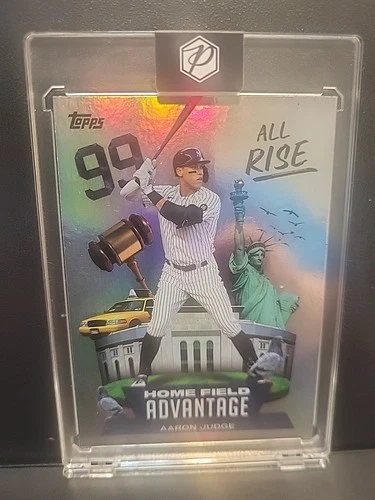 P
Topps
99
ALL
RISE
HOME FIELD
ADVANTAGE
AARON JUDGE